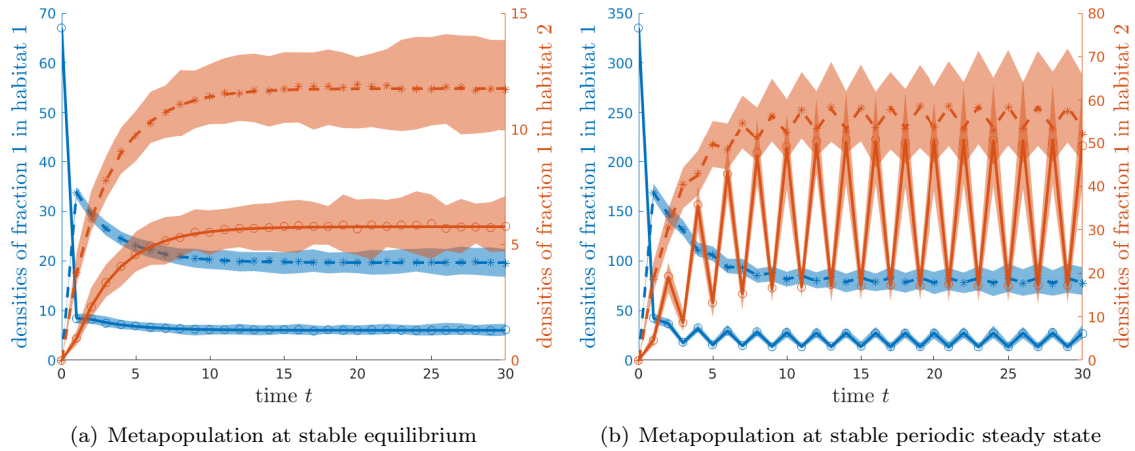 densities of fraction 1 in habitat 1
70
60
50
40
30
20
10
0
0 5 10 15 20 25 30
time t
15
10
5
0
densities of fraction 1 in habitat 2
(a) Metapopulation at stable equilibrium
densities of fraction 1 in habitat 1
350
300
250
200
150
100
50
0
0 5 10 15 20 25 30
time t
80
70
60
50
40
30
20
10
0
densities of fraction 1 in habitat 2
(b) Metapopulation at stable periodic steady state